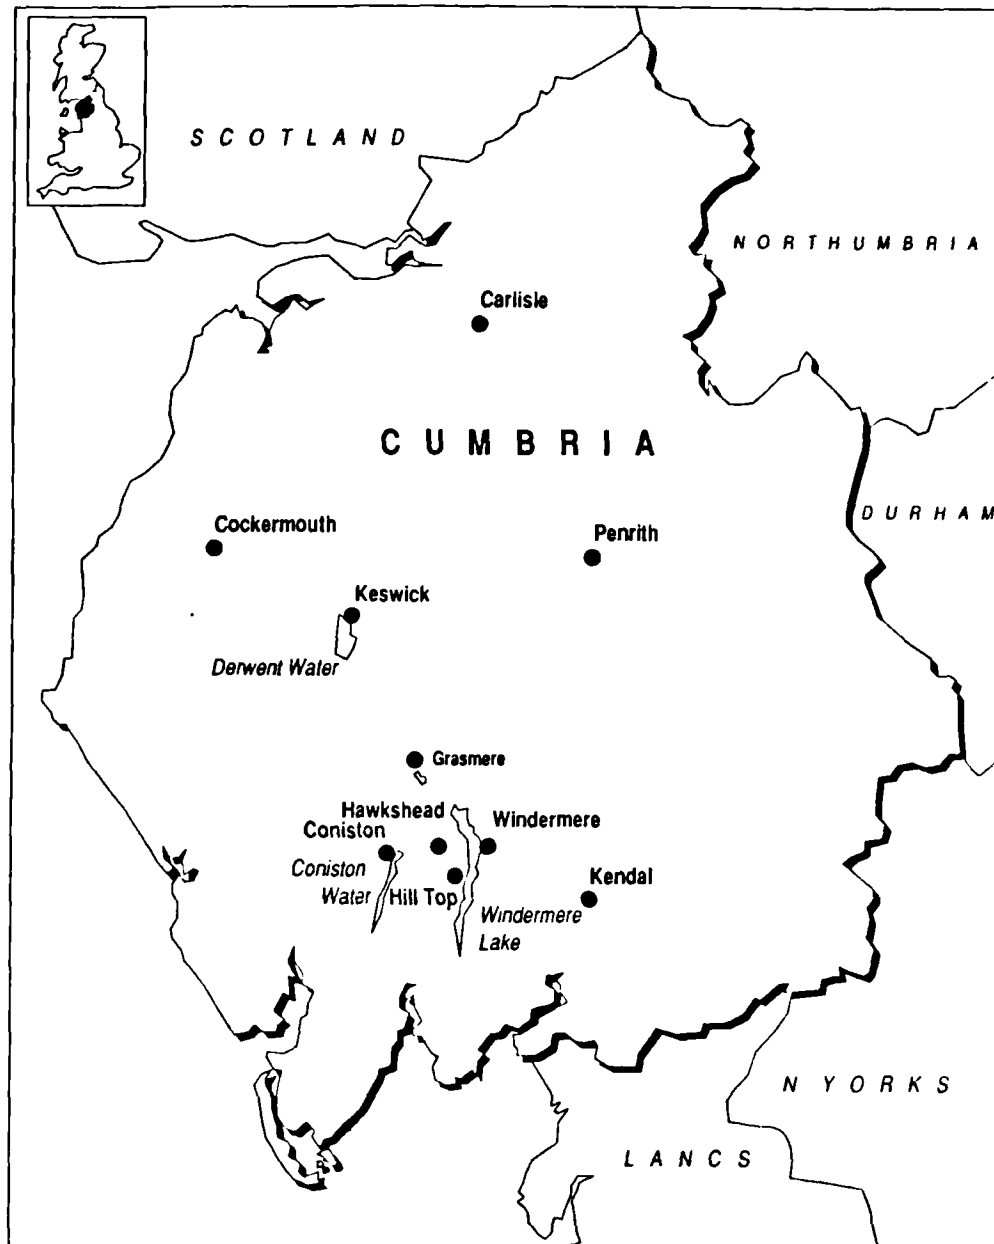 SCOTLAND
NORTHUMBRIA
Carlisle
CUMBRIA
DURHAM
Cockermouth
Penrith
Keswick
Derwent Water
Grasmere
Hawkshead
Windermere
Coniston
Coniston
Water
Hill Top
Kendal
Windermere
Lake
N YORKS
LANCS